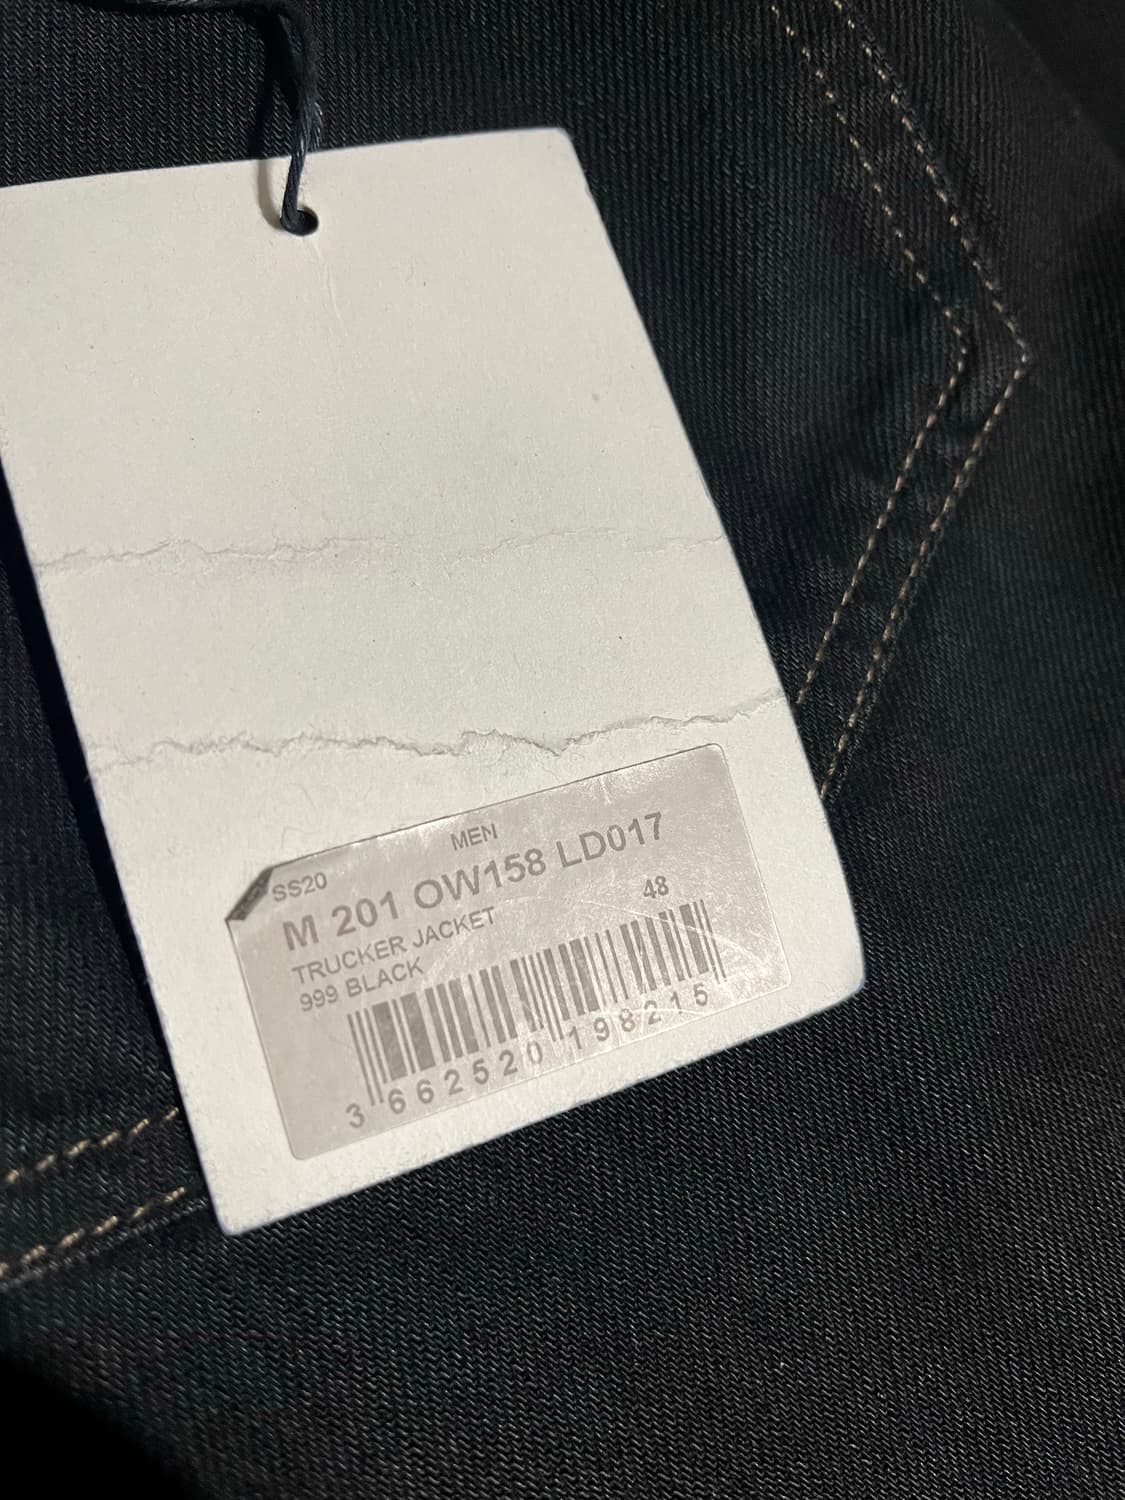 MEN
SS20
M 201 OW158 LD017
TRUCKER JACKET 48
999 BLACK
3 662520 198215